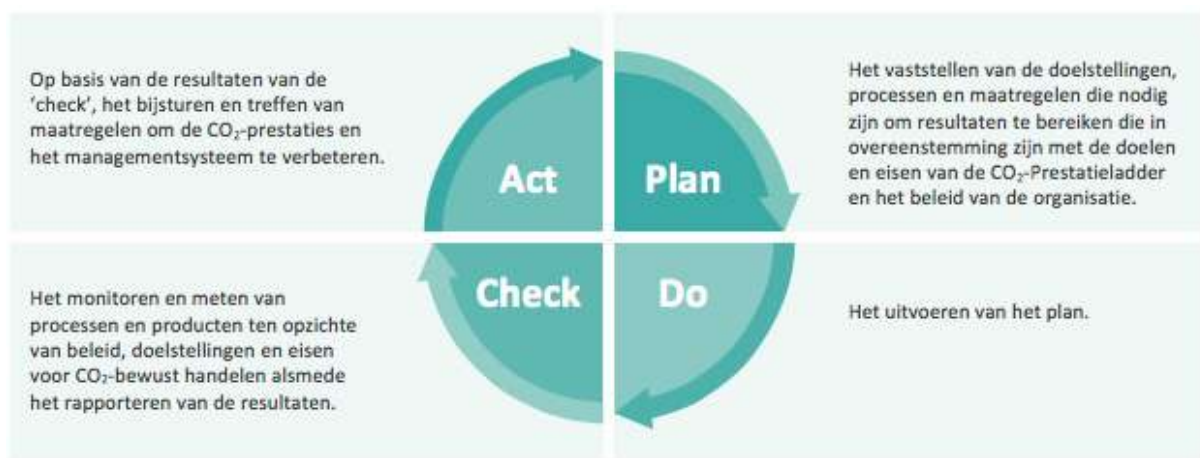 Op basis van de resultaten van de
‘check’, het bijsturen en treffen van
maatregelen om de CO₂-prestaties en
het managementsysteem te verbeteren.
Act
Plan
Het vaststellen van de doelstellingen,
processen en maatregelen die nodig
zijn om resultaten te bereiken die in
overeenstemming zijn met de doelen
en eisen van de CO₂-Prestatieladder
en het beleid van de organisatie.
Het monitoren en meten van
processen en producten ten opzichte
van beleid, doelstellingen en eisen
voor CO₂-bewust handelen alsmede
het rapporteren van de resultaten.
Check
Do
Het uitvoeren van het plan.